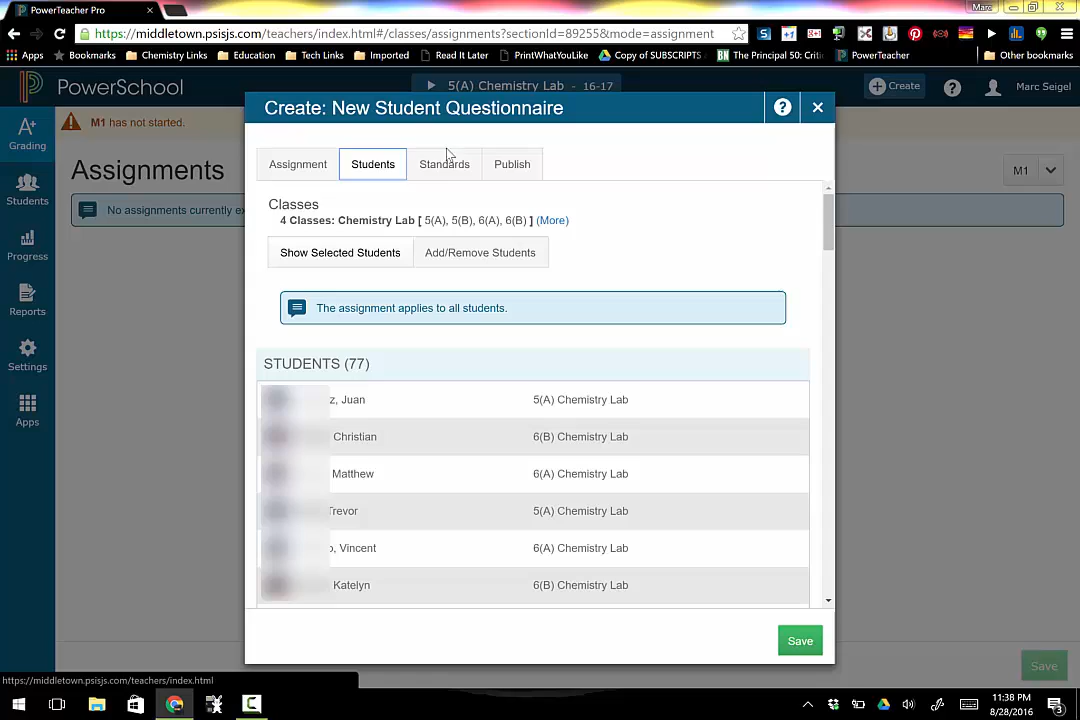 PowerTeacher Pro
Marc
https://middletown.psisjs.com/teachers/index.html#/classes/assignments?sectionId=89255&mode=assignment
Apps
Bookmarks
Chemistry Links
Education
Tech Links
Imported
Read It Later
PrintWhatYouLike
Copy of SUBSCRIPTS
The Principal 50: Critic
PowerTeacher
Other bookmarks
PowerSchool
5(A) Chemistry Lab - 16-17
Create
Marc Seigel
A+
Grading
Students
Progress
Reports
Settings
Apps
M1 has not started.
Assignments
M1
No assignments currently ex
Create: New Student Questionnaire
Assignment
Students
Standards
Publish
Classes
4 Classes: Chemistry Lab [ 5(A), 5(B), 6(A), 6(B) ] (More)
Show Selected Students
Add/Remove Students
The assignment applies to all students.
STUDENTS (77)
z, Juan 5(A) Chemistry Lab
Christian 6(B) Chemistry Lab
Matthew 6(A) Chemistry Lab
Trevor 5(A) Chemistry Lab
o, Vincent 6(A) Chemistry Lab
Katelyn 6(B) Chemistry Lab
Save
Save
https://middletown.psisjs.com/teachers/index.html
11:38 PM
8/28/2016
3